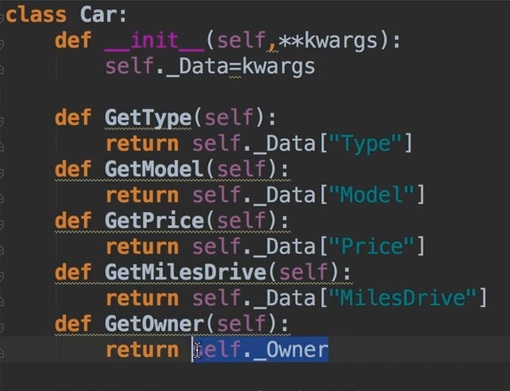 class Car:
    def __init__(self,**kwargs):
        self._Data=kwargs

    def GetType(self):
        return self._Data["Type"]
    def GetModel(self):
        return self._Data["Model"]
    def GetPrice(self):
        return self._Data["Price"]
    def GetMilesDrive(self):
        return self._Data["MilesDrive"]
    def GetOwner(self):
        return self._Owner